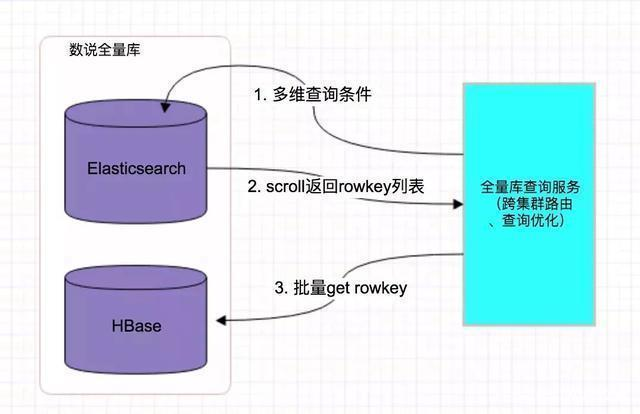 数说全量库
1. 多维查询条件
Elasticsearch
2. scroll返回rowkey列表
全量库查询服务
（跨集群路由
、查询优化）
3. 批量get rowkey
HBase